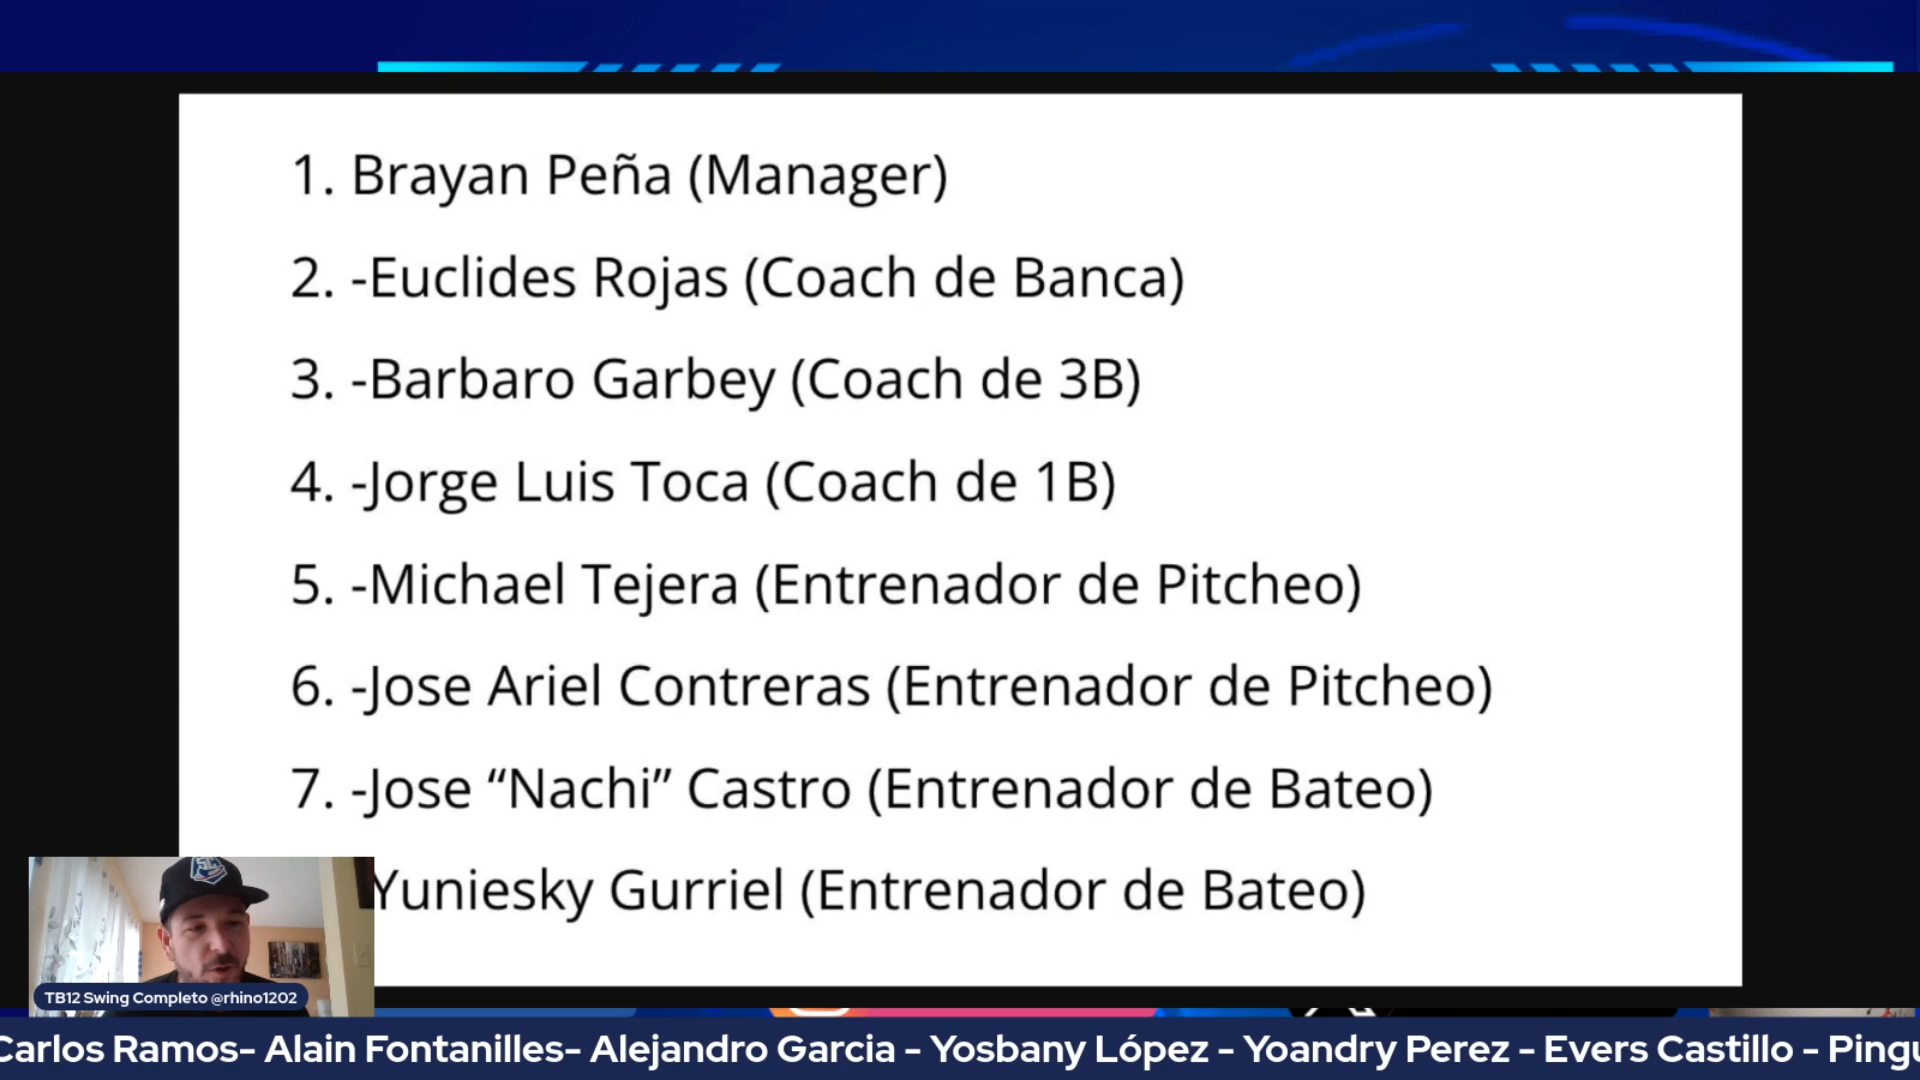 1. Brayan Peña (Manager)
2. -Euclides Rojas (Coach de Banca)
3. -Barbaro Garbey (Coach de 3B)
4. -Jorge Luis Toca (Coach de 1B)
5. -Michael Tejera (Entrenador de Pitcheo)
6. -Jose Ariel Contreras (Entrenador de Pitcheo)
7. -Jose “Nachi” Castro (Entrenador de Bateo)
Yuniesky Gurriel (Entrenador de Bateo)
TB12 Swing Completo @rhino1202
Carlos Ramos- Alain Fontanilles- Alejandro Garcia - Yosbany López - Yoandry Perez - Evers Castillo -